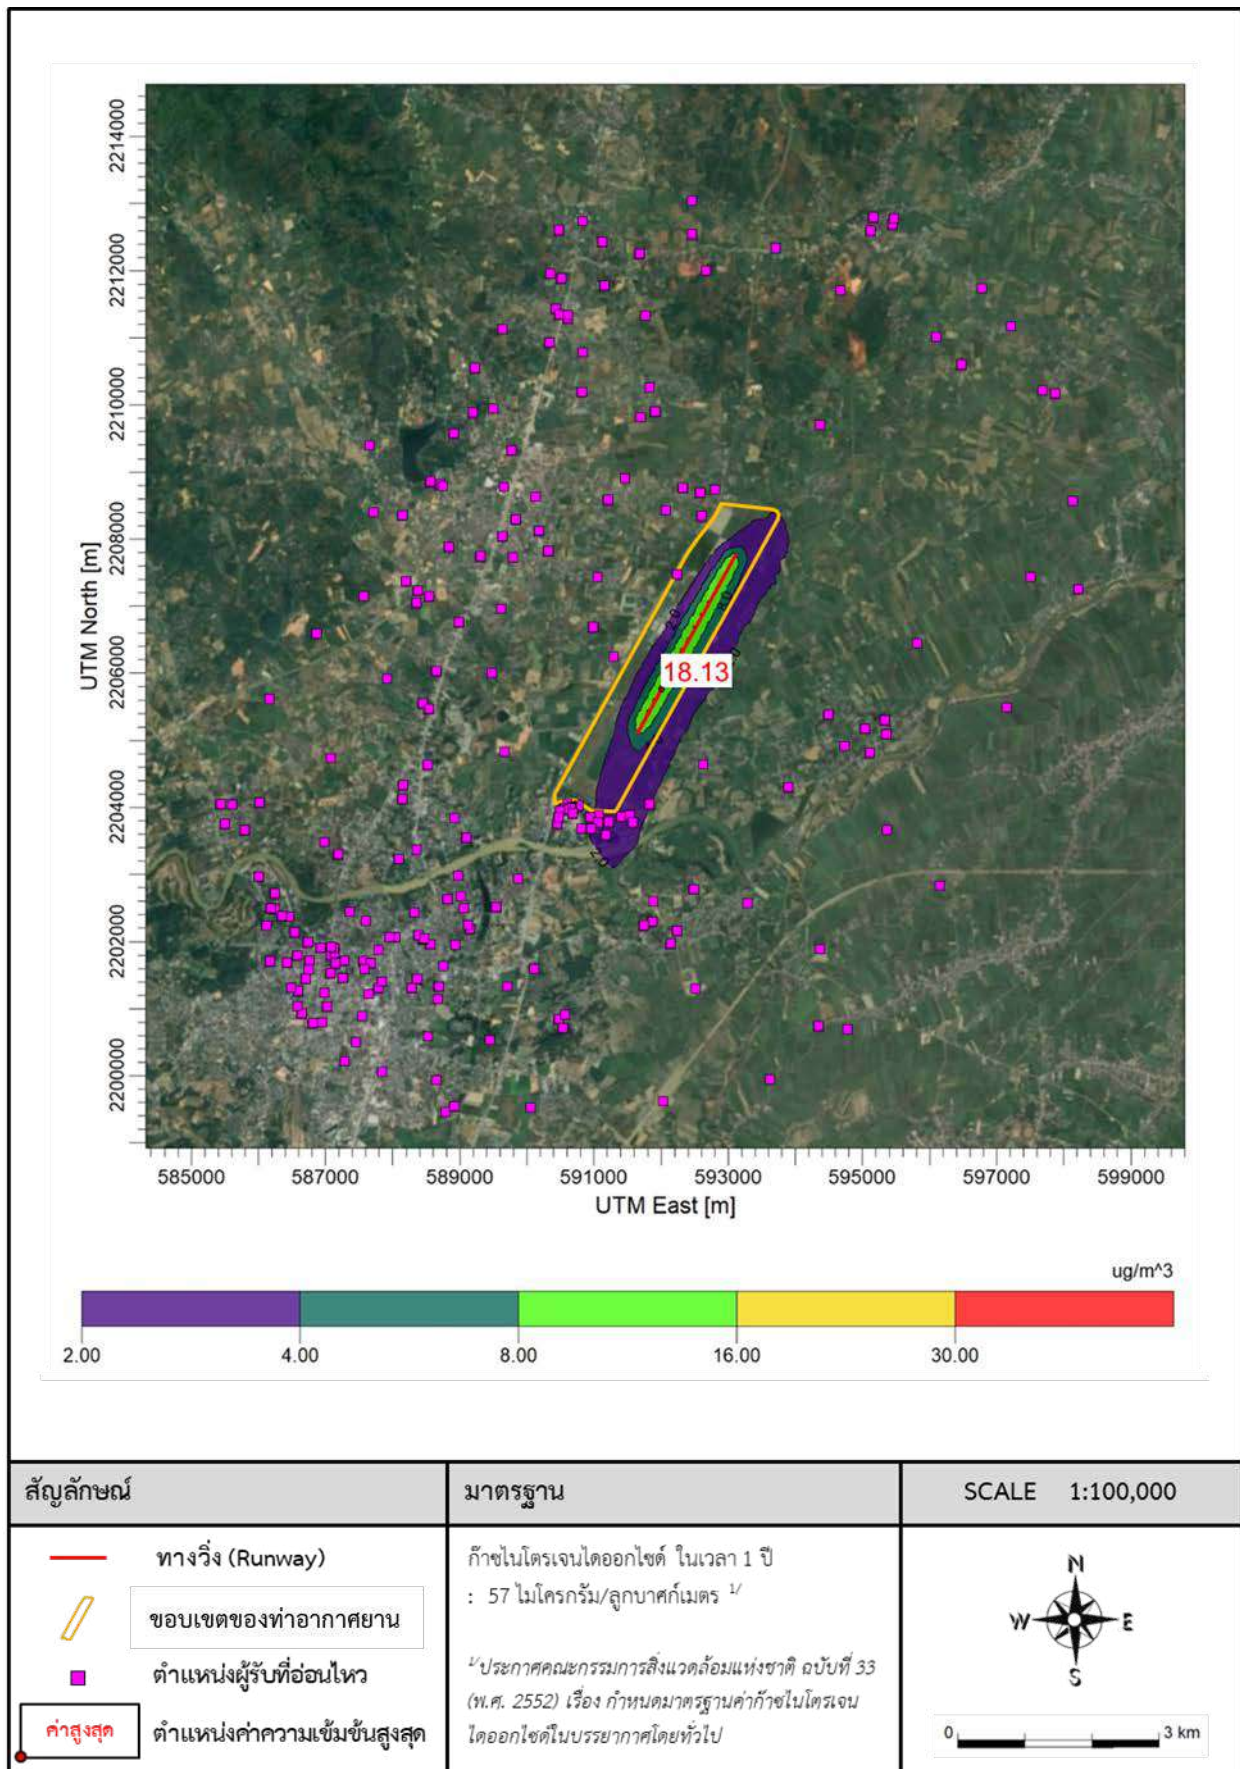 2214000
2212000
2210000
2208000
2206000
2204000
2202000
2200000
UTM North [m]
2.0
8.0
18.13
2.0
585000 587000 589000 591000 593000 595000 597000 599000
UTM East [m]
ug/m^3
2.00 4.00 8.00 16.00 30.00
สัญลักษณ์
ทางวิ่ง (Runway)
ขอบเขตของท่าอากาศยาน
ตำแหน่งผู้รับที่อ่อนไหว
ค่าสูงสุด
ตำแหน่งค่าความเข้มข้นสูงสุด
มาตรฐาน
ก๊าซไนโตรเจนไดออกไซด์ ในเวลา 1 ปี
: 57 ไมโครกรัม/ลูกบาศก์เมตร 1/
1/ประกาศคณะกรรมการสิ่งแวดล้อมแห่งชาติ ฉบับที่ 33
(พ.ศ. 2552) เรื่อง กำหนดมาตรฐานค่าก๊าซไนโตรเจน
ไดออกไซด์ในบรรยากาศโดยทั่วไป
SCALE 1:100,000
N
W E
S
0 3 km